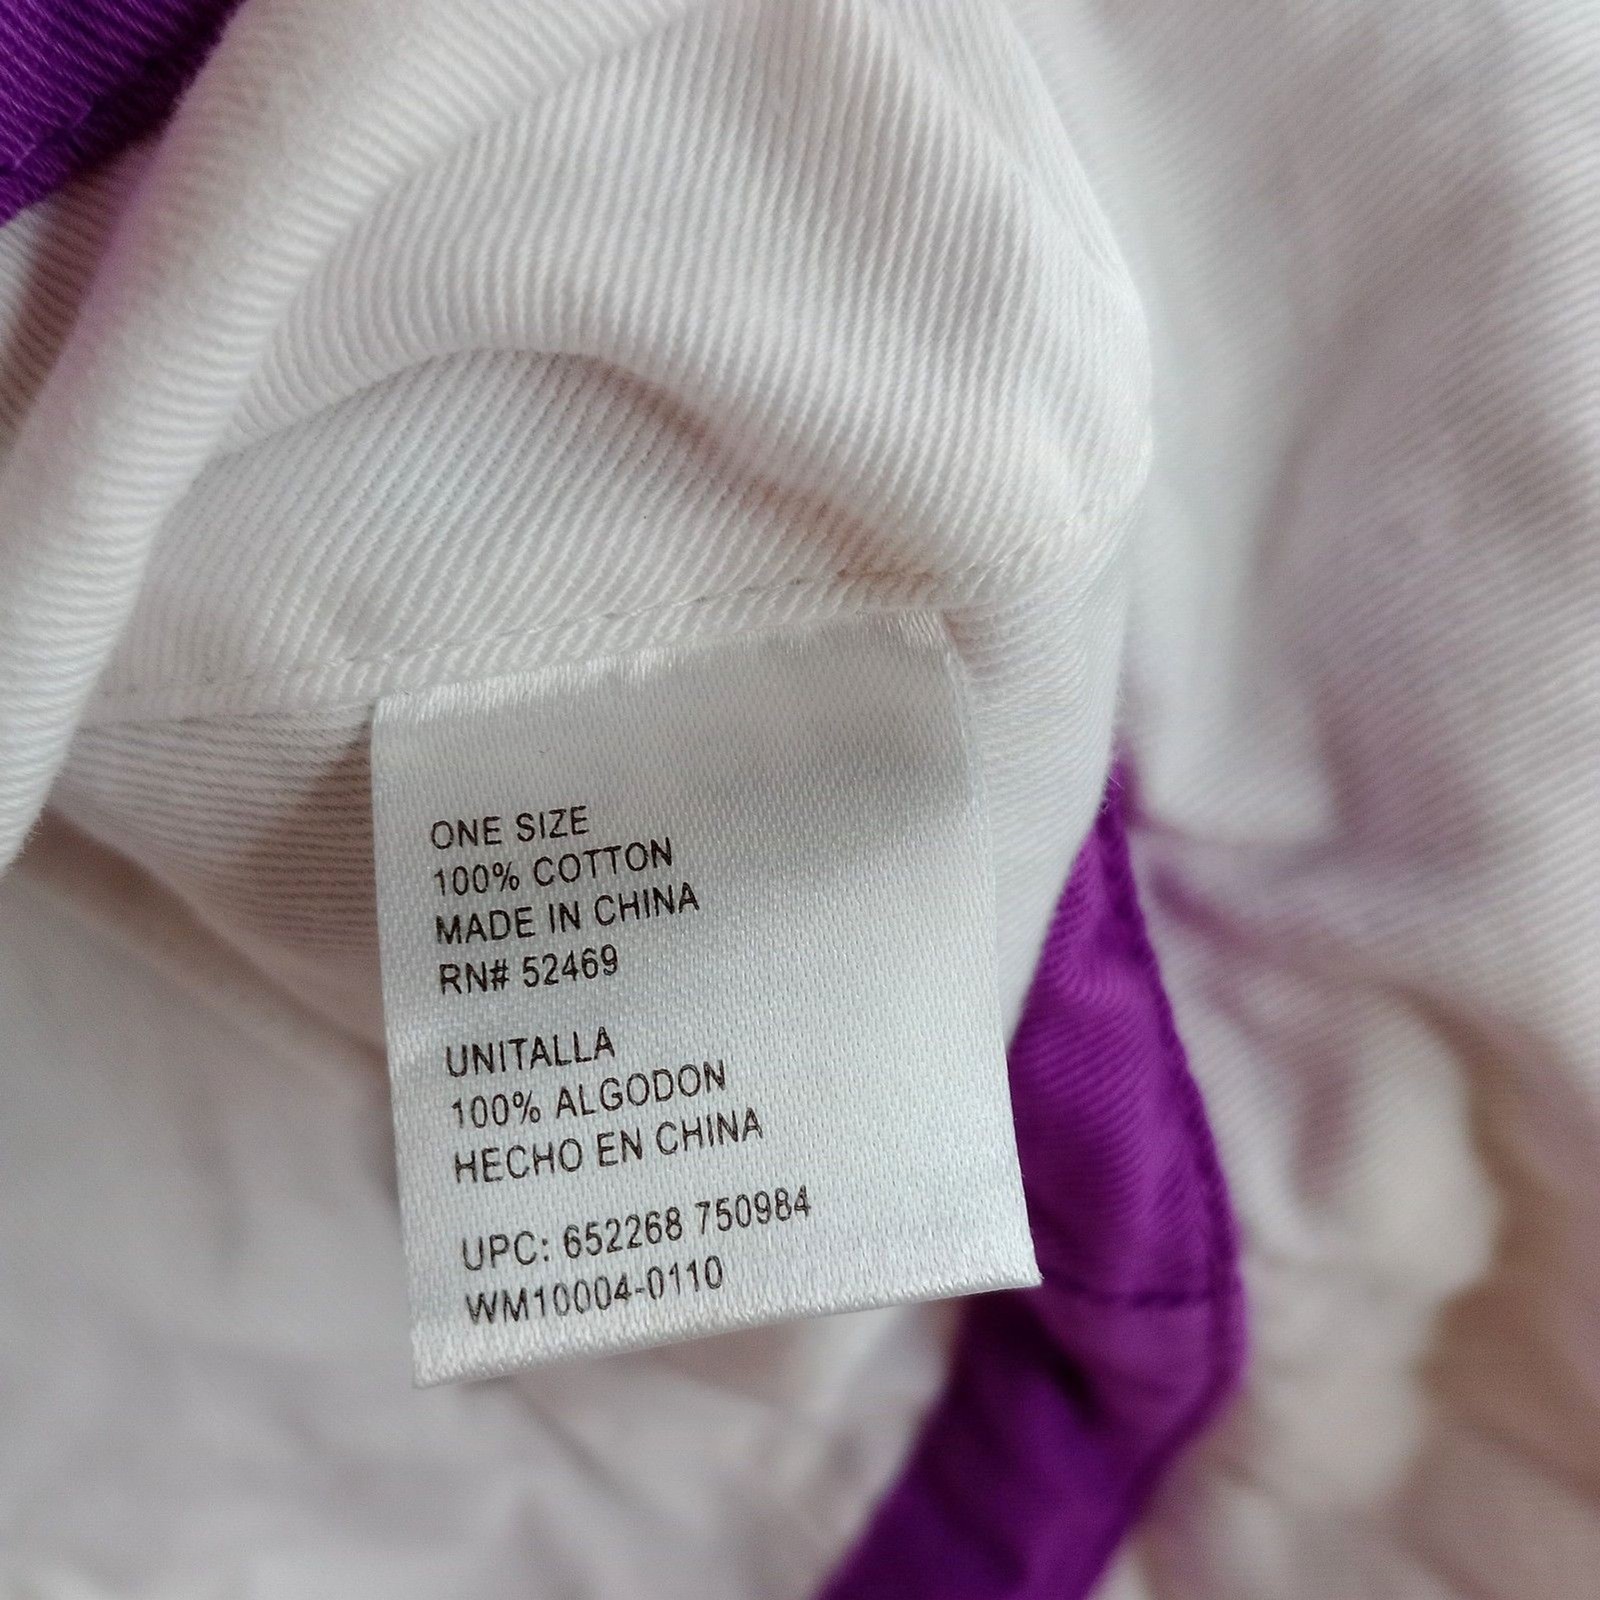 ONE SIZE
100% COTTON
MADE IN CHINA
RN# 52469
UNITALLA
100% ALGODON
HECHO EN CHINA
UPC: 652268 750984
WM10004-0110